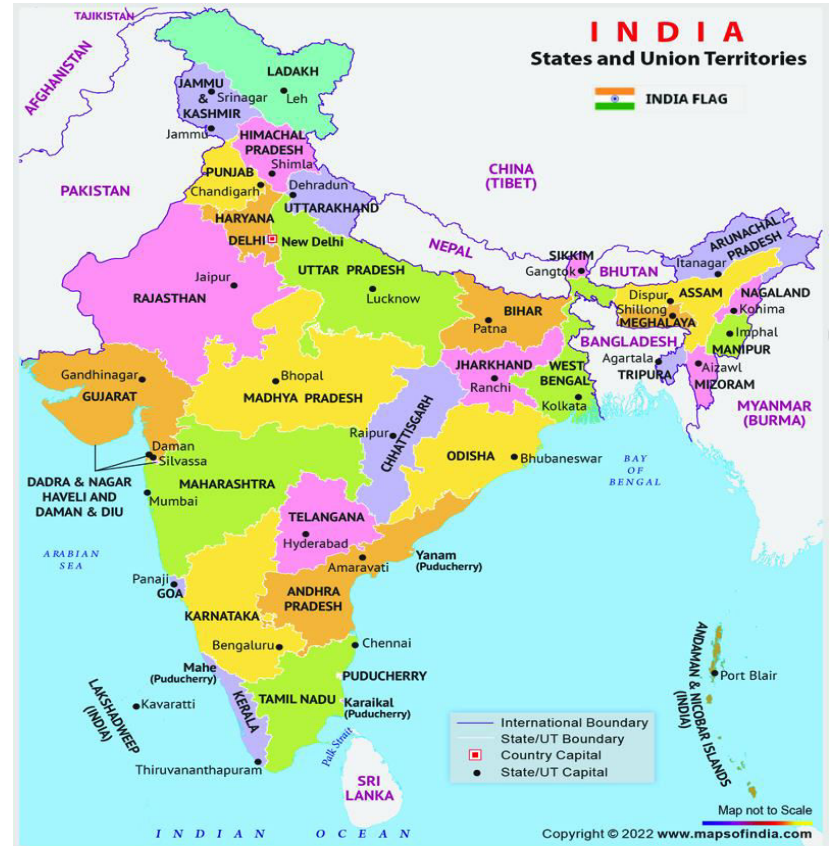 TAJIKISTAN
AFGHANISTAN
PAKISTAN
I N D I A
States and Union Territories
INDIA FLAG
LADAKH
Leh
JAMMU
&
KASHMIR
Srinagar
Jammu
HIMACHAL
PRADESH
Shimla
PUNJAB
Chandigarh
Dehradun
UTTARAKHAND
HARYANA
DELHI
New Delhi
CHINA
(TIBET)
NEPAL
UTTAR PRADESH
Lucknow
Jaipur
RAJASTHAN
SIKKIM
Gangtok
BHUTAN
ARUNACHAL
PRADESH
Itanagar
Dispur
ASSAM
NAGALAND
Kohima
Shillong
MEGHALAYA
Imphal
MANIPUR
BIHAR
Patna
BANGLADESH
Agartala
TRIPURA
Aizawl
MIZORAM
MYANMAR
(BURMA)
JHARKHAND
Ranchi
WEST
BENGAL
Kolkata
Gandhinagar
GUJARAT
Bhopal
MADHYA PRADESH
Raipur
CHHATTISGARH
ODISHA
Bhubaneswar
BAY
OF
BENGAL
Daman
Silvassa
DADRA & NAGAR
HAVELI AND
DAMAN & DIU
Mumbai
MAHARASHTRA
TELANGANA
Hyderabad
ARABIAN
SEA
Amaravati
Yanam
(Puducherry)
Panaji
GOA
ANDHRA
PRADESH
KARNATAKA
Bengaluru
Chennai
Mahe
(Puducherry)
PUDUCHERRY
TAMIL NADU
Karaikal
(Puducherry)
KERALA
LAKSHADWEEP
(INDIA)
Kavaratti
Thiruvananthapuram
Palk Strait
SRI
LANKA
ANDAMAN & NICOBAR ISLANDS
(INDIA)
Port Blair
International Boundary
State/UT Boundary
Country Capital
State/UT Capital
Map not to Scale
I N D I A N O C E A N
Copyright © 2022 www.mapsofindia.com